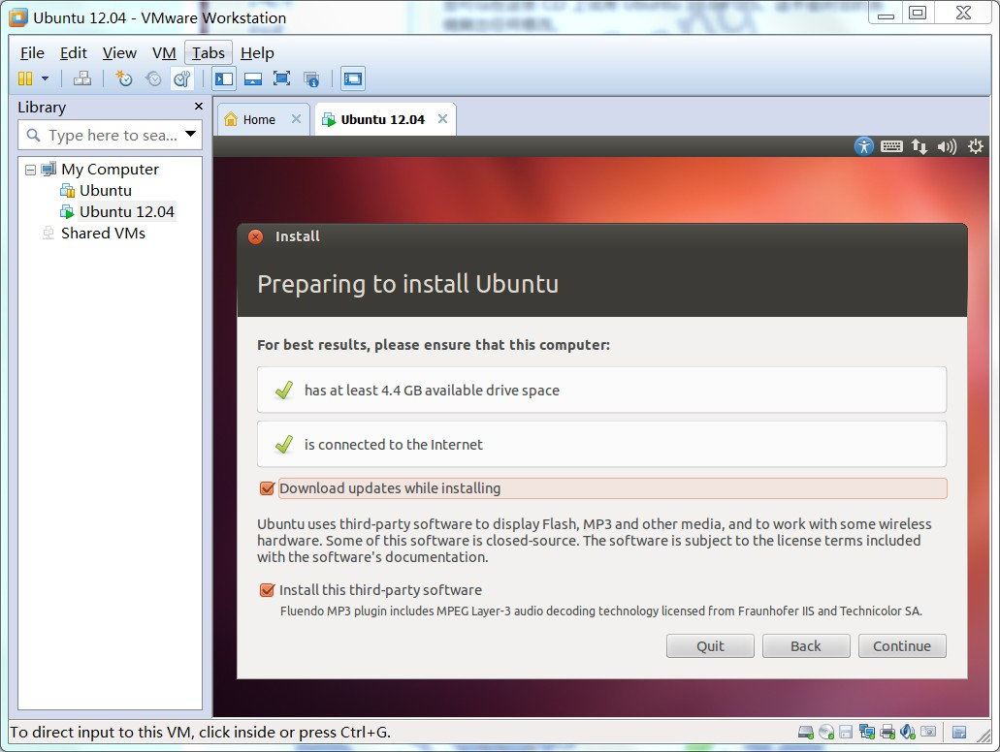 Ubuntu 12.04 - VMware Workstation
File Edit View VM Tabs Help
Library
Type here to sea...
My Computer
Ubuntu
Ubuntu 12.04
Shared VMs
Home
Ubuntu 12.04
Install
Preparing to install Ubuntu
For best results, please ensure that this computer:
has at least 4.4 GB available drive space
is connected to the Internet
Download updates while installing
Ubuntu uses third-party software to display Flash, MP3 and other media, and to work with some wireless
hardware. Some of this software is closed-source. The software is subject to the license terms included
with the software's documentation.
Install this third-party software
Fluendo MP3 plugin includes MPEG Layer-3 audio decoding technology licensed from Fraunhofer IIS and Technicolor SA.
Quit Back Continue
To direct input to this VM, click inside or press Ctrl+G.